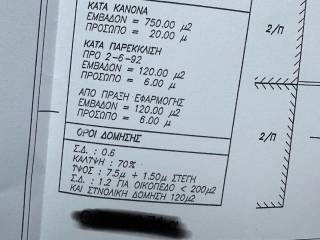 ΚΑΤΑ ΚΑΝΟΝΑ
ΕΜΒΑΔΟΝ = 750.00 μ2
ΠΡΟΣΩΠΟ = 20.00 μ
ΚΑΤΑ ΠΑΡΕΚΚΛΙΣΗ
ΠΡΟ 2-6-92
ΕΜΒΑΔΟΝ = 120.00 μ2
ΠΡΟΣΩΠΟ = 6.00 μ
ΑΠΟ ΠΡΑΞΗ ΕΦΑΡΜΟΓΗΣ
ΕΜΒΑΔΟΝ = 120.00 μ2
ΠΡΟΣΩΠΟ = 6.00 μ
ΟΡΟΙ ΔΟΜΗΣΗΣ
Σ.Δ. : 0.6
ΚΑΛΤΨΗ : 70%
ΤΨΟΣ : 7.5μ + 1.50μ ΣΤΕΓΗ
Σ.Δ. : 1.2 ΓΙΑ ΟΙΚΟΠΕΔΟ < 200μ2
ΚΑΙ ΣΥΝΟΛΙΚΗ ΔΟΜΗΣΗ 120μ2
2/Π
2/Π